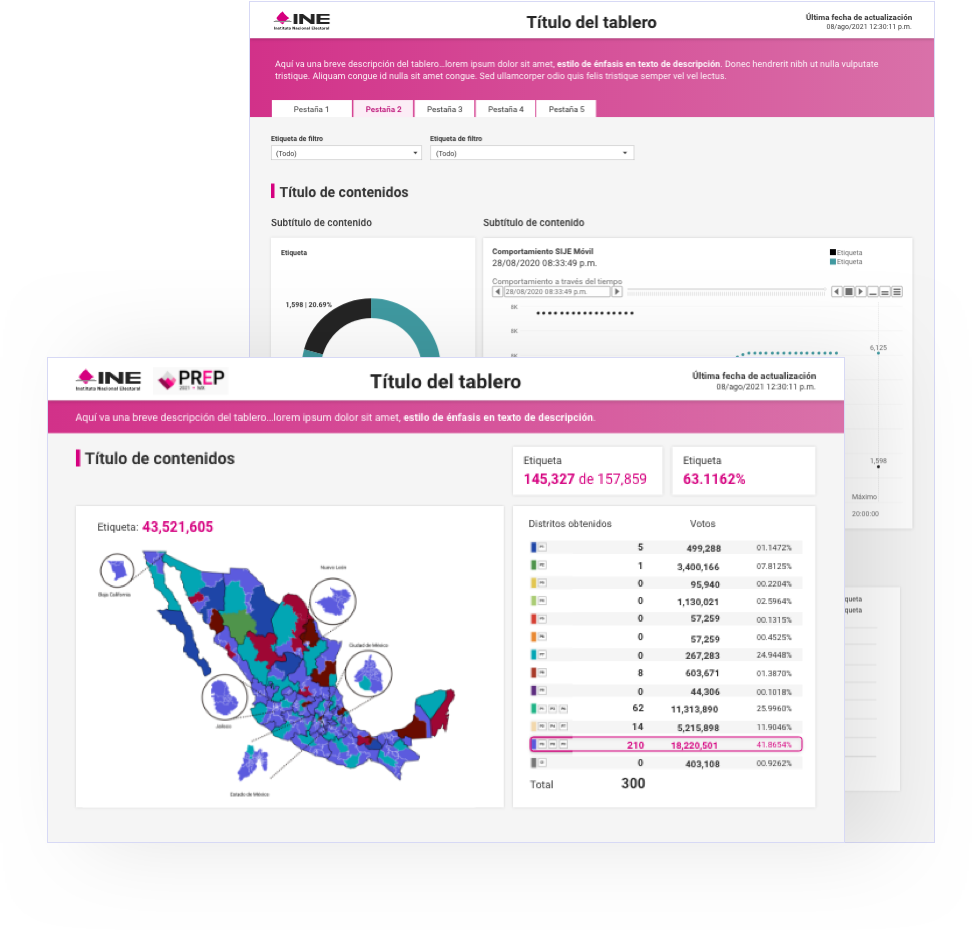 INE
Instituto Nacional Electoral
Título del tablero
Última fecha de actualización
08/ago/2021 12:30:11 p.m.
Aquí va una breve descripción del tablero...lorem ipsum dolor sit amet, estilo de énfasis en texto de descripción. Donec hendrerit nibh ut nulla vulputate
tristique. Aliquam congue id nulla sit amet congue. Sed ullamcorper odio quis felis tristique semper vel vel lectus.
Pestaña 1 Pestaña 2 Pestaña 3 Pestaña 4 Pestaña 5
Etiqueta de filtro Etiqueta de filtro
(Todo) (Todo)
Título de contenidos
Subtítulo de contenido Subtítulo de contenido
Etiqueta
1,598 | 20.69%
Comportamiento SIJE Móvil
28/08/2020 08:33:49 p.m.
Etiqueta
Etiqueta
Comportamiento a través del tiempo
28/08/2020 08:33:49 p.m.
8K
8K
8K
6,125
1,598
Máximo
20:00:00
queta
queta
INE
Instituto Nacional Electoral
PREP
2021
Título del tablero
Última fecha de actualización
08/ago/2021 12:30:11 p.m.
Aquí va una breve descripción del tablero...lorem ipsum dolor sit amet, estilo de énfasis en texto de descripción.
Título de contenidos
Etiqueta
145,327 de 157,859
Etiqueta
63.1162%
Etiqueta: 43,521,605
Baja California
Nuevo León
Ciudad de México
Jalisco
Estado de México
Distritos obtenidos Votos
5 499,288 01.1472%
1 3,400,166 07.8125%
0 95,940 00.2204%
0 1,130,021 02.5964%
0 57,259 00.1315%
0 57,259 00.4525%
0 267,283 24.9448%
8 603,671 01.3870%
0 44,306 00.1018%
62 11,313,890 25.9960%
14 5,215,898 11.9046%
210 18,220,501 41.8654%
0 403,108 00.9262%
Total 300